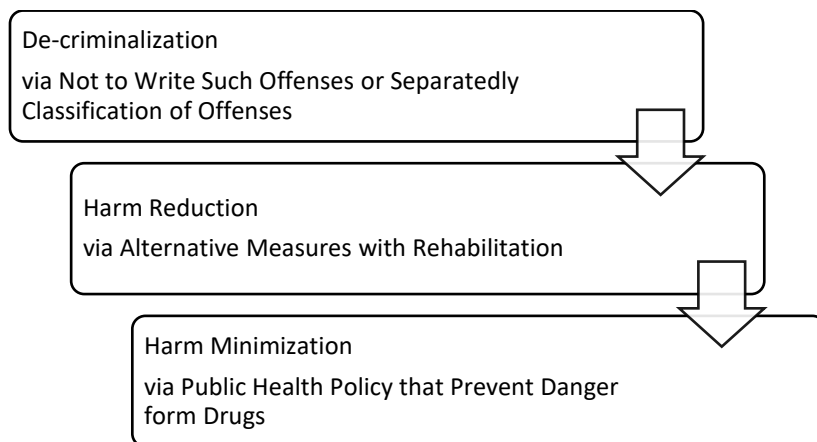 De-criminalization
via Not to Write Such Offenses or Separatedly
Classification of Offenses
Harm Reduction
via Alternative Measures with Rehabilitation
Harm Minimization
via Public Health Policy that Prevent Danger
form Drugs